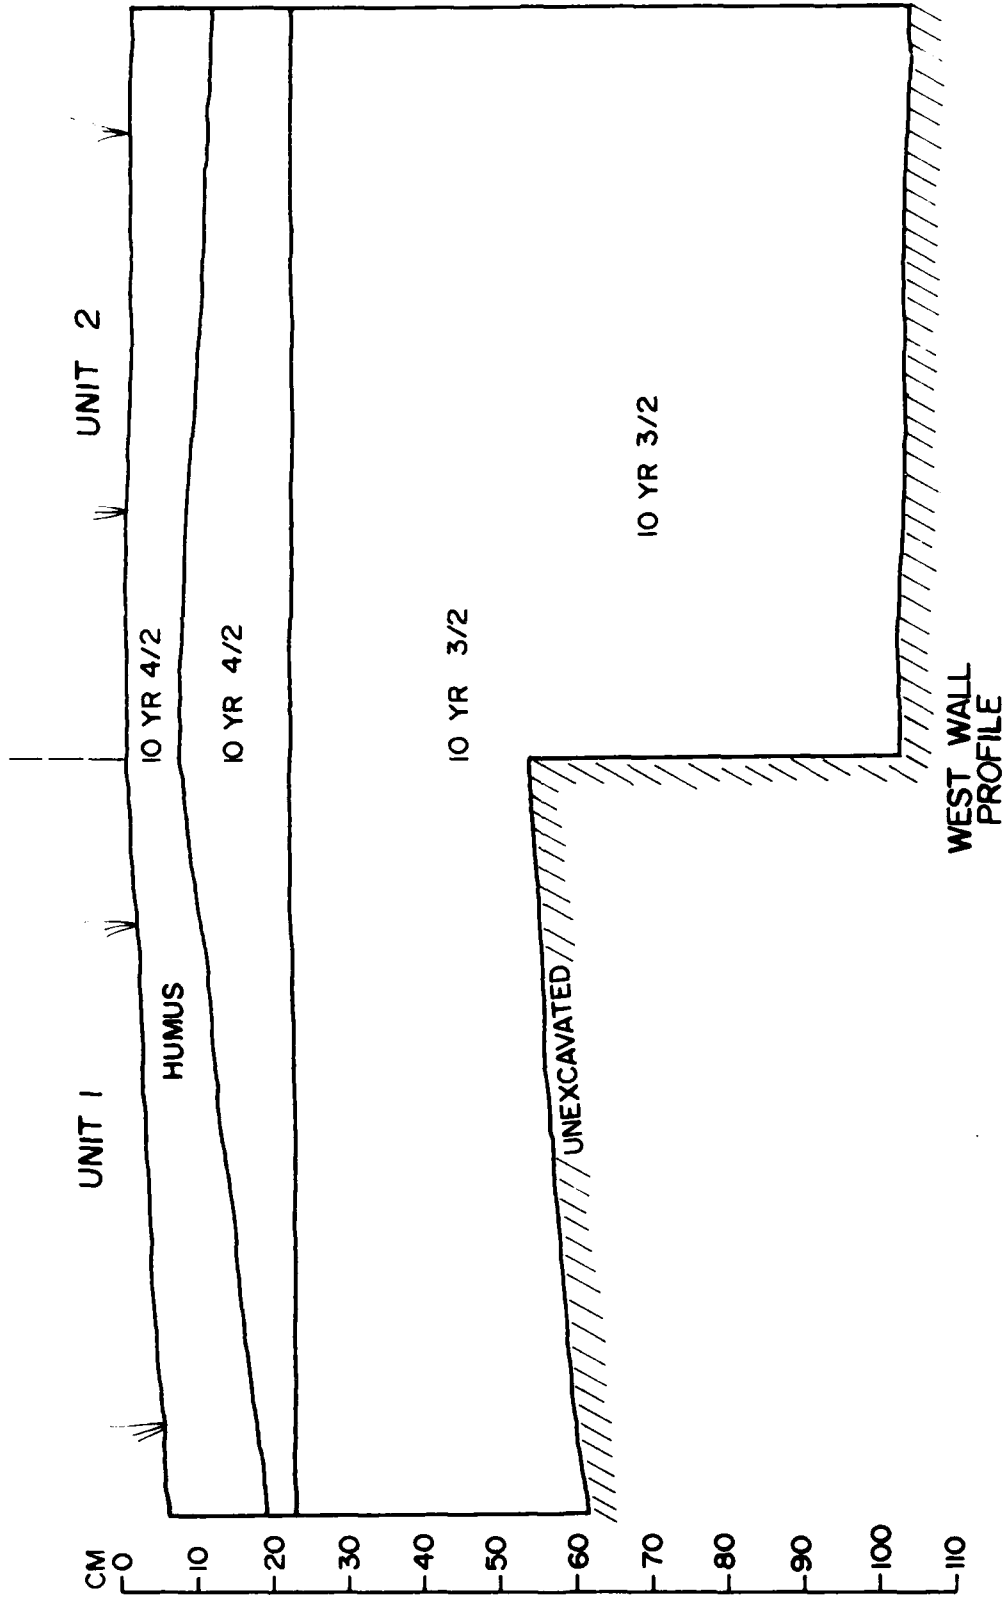 UNIT 1
UNIT 2
CM
0
10
20
30
40
50
60
70
80
90
100
110
HUMUS
10 YR 4/2
10 YR 4/2
10 YR 3/2
10 YR 3/2
UNEXCAVATED
WEST WALL
PROFILE